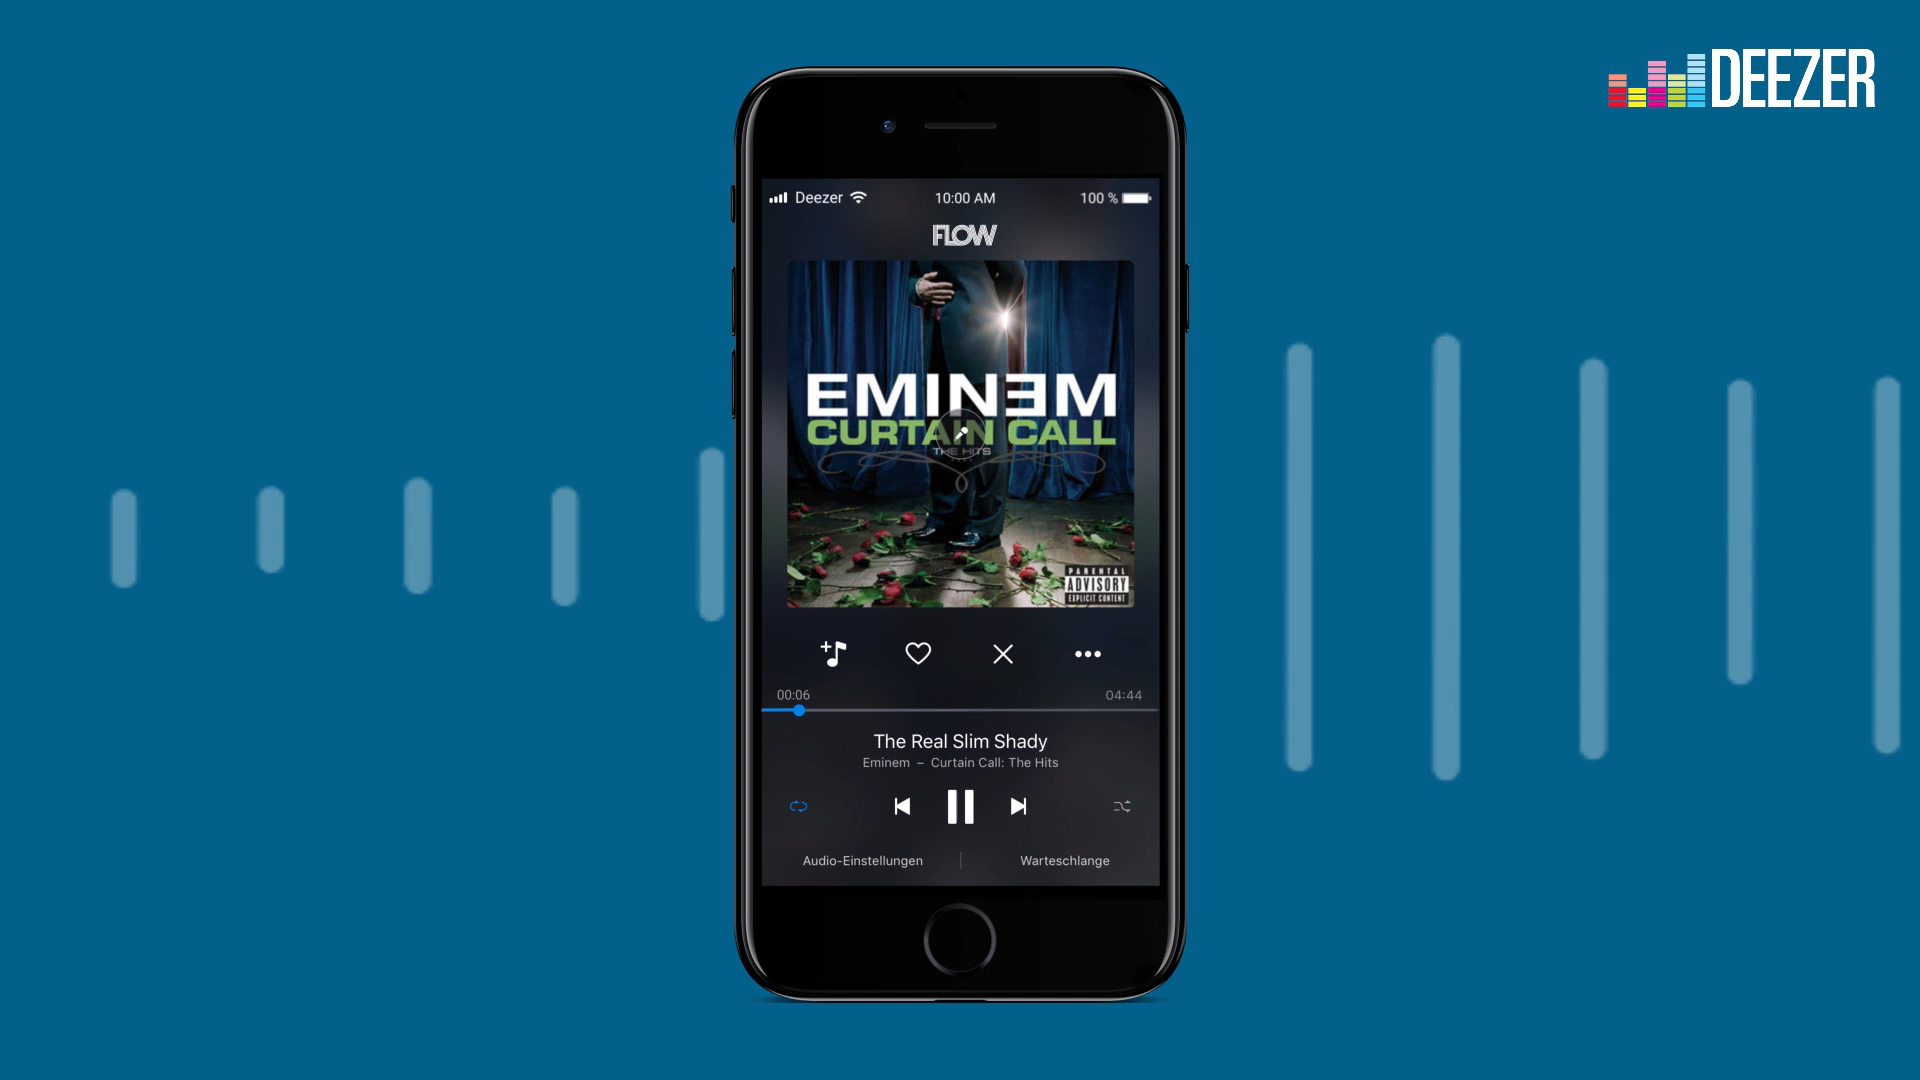 DEEZER
Deezer
10:00 AM
100 %
FLOW
EMINEM
CURTAIN CALL
THE HITS
PARENTAL
ADVISORY
EXPLICIT CONTENT
00:06
04:44
The Real Slim Shady
Eminem – Curtain Call: The Hits
Audio-Einstellungen
Warteschlange